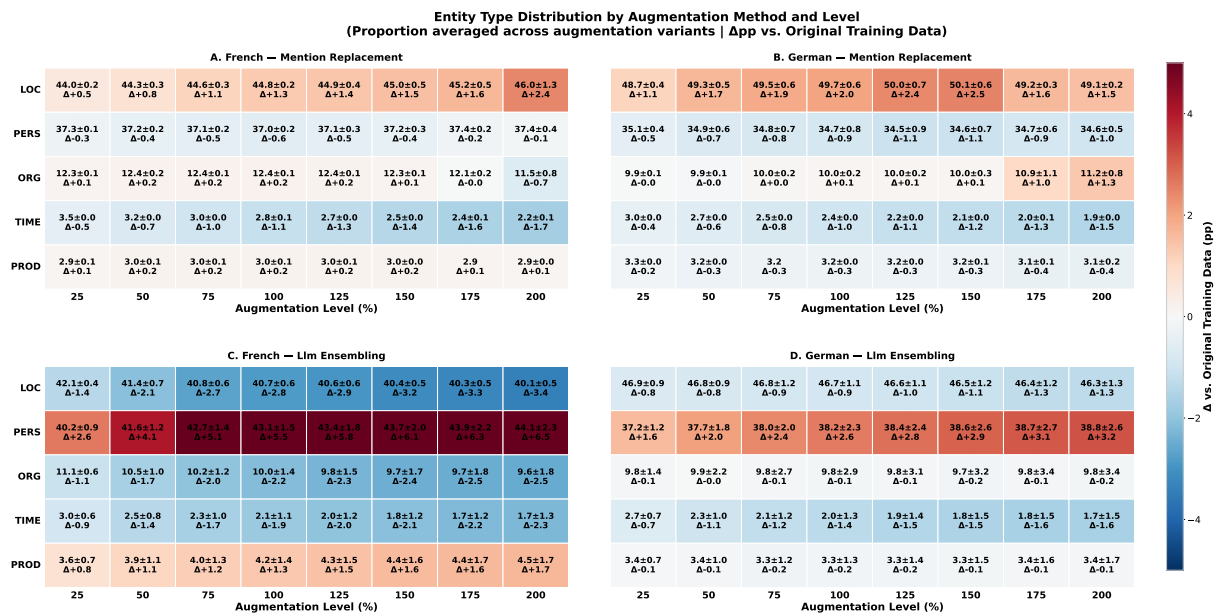 Entity Type Distribution by Augmentation Method and Level
(Proportion averaged across augmentation variants | Δpp vs. Original Training Data)
A. French — Mention Replacement
LOC 44.0±0.2 44.3±0.3 44.6±0.3 44.8±0.2 44.9±0.4 45.0±0.5 45.2±0.5 46.0±1.3
Δ+0.5 Δ+0.8 Δ+1.1 Δ+1.3 Δ+1.4 Δ+1.5 Δ+1.6 Δ+2.4
PERS 37.3±0.1 37.2±0.2 37.1±0.2 37.0±0.2 37.1±0.3 37.2±0.3 37.4±0.2 37.4±0.4
Δ-0.3 Δ-0.4 Δ-0.5 Δ-0.6 Δ-0.5 Δ-0.4 Δ-0.2 Δ-0.1
ORG 12.3±0.1 12.4±0.2 12.4±0.1 12.4±0.1 12.4±0.1 12.3±0.1 12.1±0.2 11.5±0.8
Δ+0.1 Δ+0.2 Δ+0.2 Δ+0.2 Δ+0.2 Δ+0.1 Δ-0.0 Δ-0.7
TIME 3.5±0.0 3.2±0.0 3.0±0.0 2.8±0.1 2.7±0.0 2.5±0.0 2.4±0.1 2.2±0.1
Δ-0.5 Δ-0.7 Δ-1.0 Δ-1.1 Δ-1.3 Δ-1.4 Δ-1.6 Δ-1.7
PROD 2.9±0.1 3.0±0.1 3.0±0.1 3.0±0.1 3.0±0.1 3.0±0.0 2.9 2.9±0.0
Δ+0.1 Δ+0.2 Δ+0.2 Δ+0.2 Δ+0.2 Δ+0.2 Δ+0.1 Δ+0.1
25 50 75 100 125 150 175 200
Augmentation Level (%)
B. German — Mention Replacement
48.7±0.4 49.3±0.5 49.5±0.6 49.7±0.6 50.0±0.7 50.1±0.6 49.2±0.3 49.1±0.2
Δ+1.1 Δ+1.7 Δ+1.9 Δ+2.0 Δ+2.4 Δ+2.5 Δ+1.6 Δ+1.5
35.1±0.4 34.9±0.6 34.8±0.7 34.7±0.8 34.5±0.9 34.6±0.7 34.7±0.6 34.6±0.5
Δ-0.5 Δ-0.7 Δ-0.8 Δ-0.9 Δ-1.1 Δ-1.1 Δ-0.9 Δ-1.0
9.9±0.1 9.9±0.1 10.0±0.2 10.0±0.2 10.0±0.2 10.0±0.3 10.9±1.1 11.2±0.8
Δ-0.0 Δ-0.0 Δ+0.0 Δ+0.1 Δ+0.1 Δ+0.1 Δ+1.0 Δ+1.3
3.0±0.0 2.7±0.0 2.5±0.0 2.4±0.0 2.2±0.0 2.1±0.0 2.0±0.1 1.9±0.0
Δ-0.4 Δ-0.6 Δ-0.8 Δ-1.0 Δ-1.1 Δ-1.2 Δ-1.3 Δ-1.5
3.3±0.0 3.2±0.0 3.2 3.2±0.0 3.2±0.0 3.2±0.1 3.1±0.1 3.1±0.2
Δ-0.2 Δ-0.3 Δ-0.3 Δ-0.3 Δ-0.3 Δ-0.3 Δ-0.4 Δ-0.4
25 50 75 100 125 150 175 200
Augmentation Level (%)
C. French — Llm Ensembling
LOC 42.1±0.4 41.4±0.7 40.8±0.6 40.7±0.6 40.6±0.6 40.4±0.5 40.3±0.5 40.1±0.5
Δ-1.4 Δ-2.1 Δ-2.7 Δ-2.8 Δ-2.9 Δ-3.2 Δ-3.3 Δ-3.4
PERS 40.2±0.9 41.6±1.2 42.7±1.4 43.1±1.5 43.4±1.8 43.7±2.0 43.9±2.2 44.1±2.3
Δ+2.6 Δ+4.1 Δ+5.1 Δ+5.5 Δ+5.8 Δ+6.1 Δ+6.3 Δ+6.5
ORG 11.1±0.6 10.5±1.0 10.2±1.2 10.0±1.4 9.8±1.5 9.7±1.7 9.7±1.8 9.6±1.8
Δ-1.1 Δ-1.7 Δ-2.0 Δ-2.2 Δ-2.3 Δ-2.4 Δ-2.5 Δ-2.5
TIME 3.0±0.6 2.5±0.8 2.3±1.0 2.1±1.1 2.0±1.2 1.8±1.2 1.7±1.2 1.7±1.3
Δ-0.9 Δ-1.4 Δ-1.7 Δ-1.9 Δ-2.0 Δ-2.1 Δ-2.2 Δ-2.3
PROD 3.6±0.7 3.9±1.1 4.0±1.3 4.2±1.4 4.3±1.5 4.4±1.6 4.4±1.7 4.5±1.7
Δ+0.8 Δ+1.1 Δ+1.2 Δ+1.3 Δ+1.5 Δ+1.6 Δ+1.6 Δ+1.7
25 50 75 100 125 150 175 200
Augmentation Level (%)
D. German — Llm Ensembling
46.9±0.9 46.8±0.9 46.8±1.2 46.7±1.1 46.6±1.1 46.5±1.2 46.4±1.2 46.3±1.3
Δ-0.8 Δ-0.8 Δ-0.9 Δ-0.9 Δ-1.0 Δ-1.1 Δ-1.3 Δ-1.3
37.2±1.2 37.7±1.8 38.0±2.0 38.2±2.3 38.4±2.4 38.6±2.6 38.7±2.7 38.8±2.6
Δ+1.6 Δ+2.0 Δ+2.4 Δ+2.6 Δ+2.8 Δ+2.9 Δ+3.1 Δ+3.2
9.8±1.4 9.9±2.2 9.8±2.7 9.8±2.9 9.8±3.1 9.7±3.2 9.8±3.4 9.8±3.4
Δ-0.1 Δ-0.0 Δ-0.1 Δ-0.1 Δ-0.1 Δ-0.2 Δ-0.1 Δ-0.2
2.7±0.7 2.3±1.0 2.1±1.2 2.0±1.3 1.9±1.4 1.8±1.5 1.8±1.5 1.7±1.5
Δ-0.7 Δ-1.1 Δ-1.2 Δ-1.4 Δ-1.5 Δ-1.5 Δ-1.6 Δ-1.6
3.4±0.7 3.4±1.0 3.3±1.2 3.3±1.3 3.3±1.4 3.3±1.5 3.4±1.6 3.4±1.7
Δ-0.1 Δ-0.1 Δ-0.2 Δ-0.2 Δ-0.2 Δ-0.1 Δ-0.1 Δ-0.1
25 50 75 100 125 150 175 200
Augmentation Level (%)
4
2
0
−2
−4
Δ vs. Original Training Data (pp)